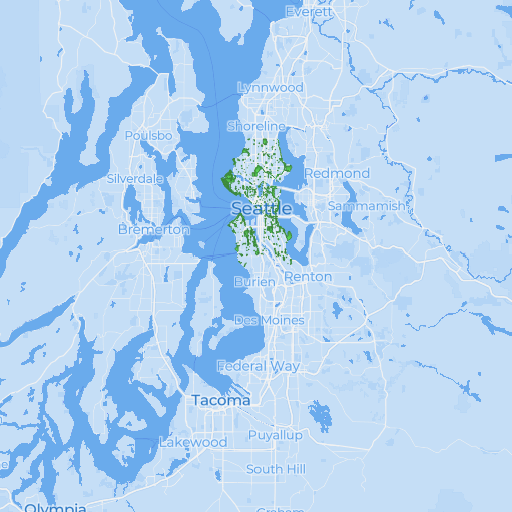 Everett
Lynnwood
Shoreline
Poulsbo
Redmond
Silverdale
Sammamish
Seattle
Bremerton
Renton
Burien
Des Moines
Federal Way
Tacoma
Puyallup
Lakewood
South Hill
Olympia
Graham